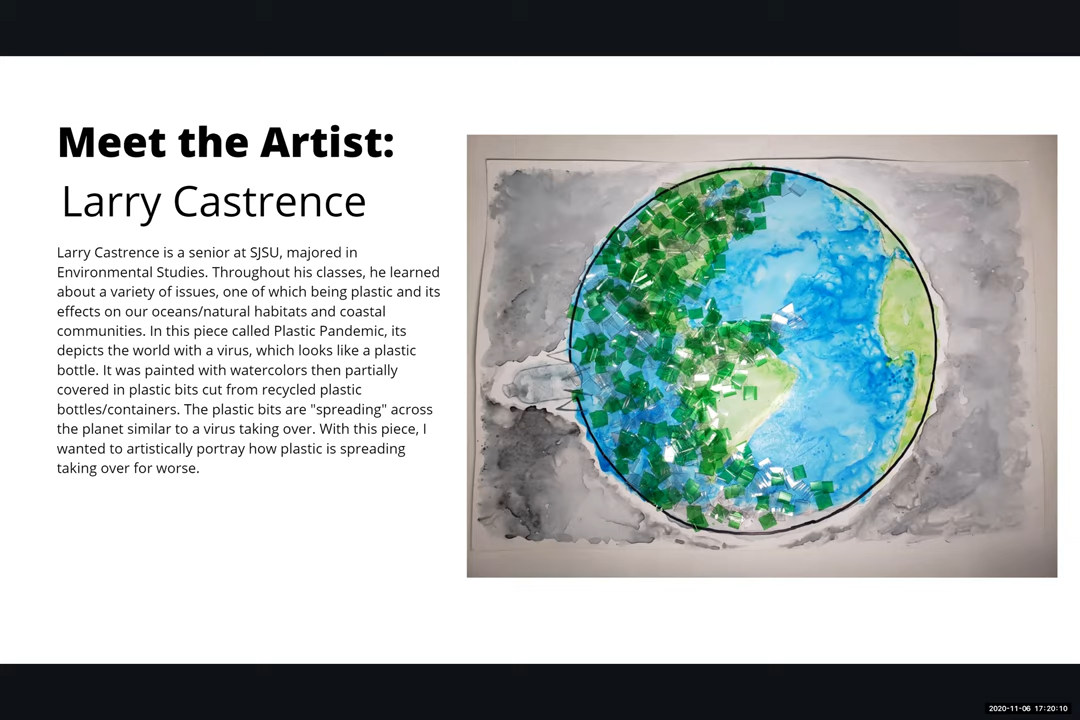 Meet the Artist:
Larry Castrence
Larry Castrence is a senior at SJSU, majored in
Environmental Studies. Throughout his classes, he learned
about a variety of issues, one of which being plastic and its
effects on our oceans/natural habitats and coastal
communities. In this piece called Plastic Pandemic, its
depicts the world with a virus, which looks like a plastic
bottle. It was painted with watercolors then partially
covered in plastic bits cut from recycled plastic
bottles/containers. The plastic bits are "spreading" across
the planet similar to a virus taking over. With this piece, I
wanted to artistically portray how plastic is spreading
taking over for worse.
2020-11-06 17:20:10